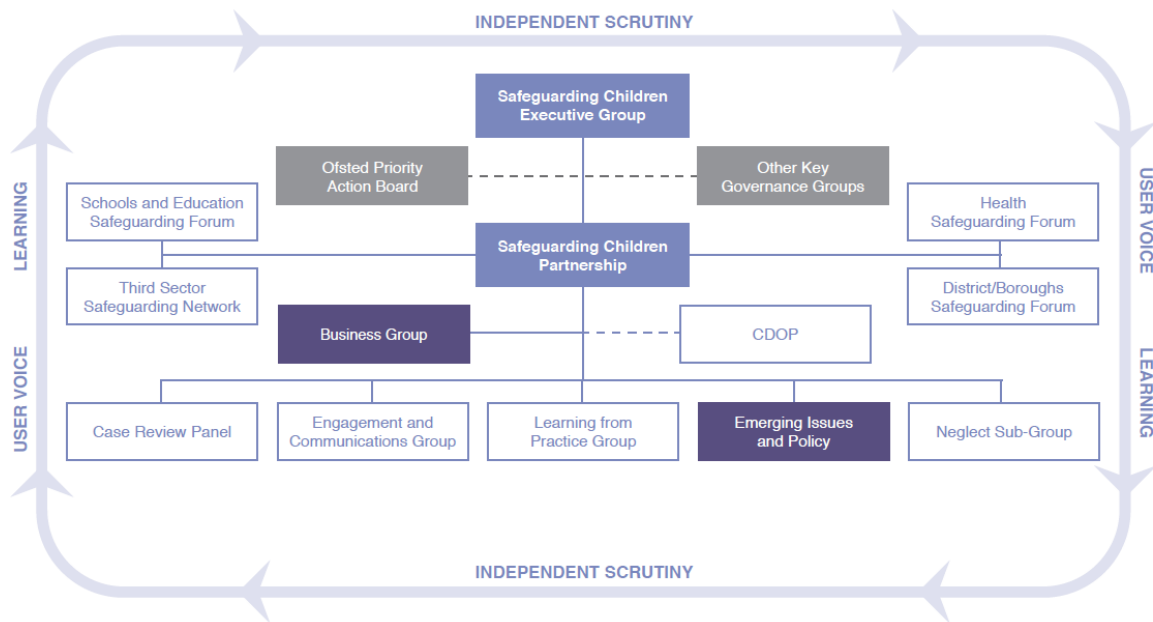 INDEPENDENT SCRUTINY
Safeguarding Children
Executive Group
Ofsted Priority
Action Board
Other Key
Governance Groups
LEARNING
USER VOICE
Schools and Education
Safeguarding Forum
Health
Safeguarding Forum
Safeguarding Children
Partnership
Third Sector
Safeguarding Network
District/Boroughs
Safeguarding Forum
Business Group
CDOP
USER VOICE
LEARNING
Case Review Panel
Engagement and
Communications Group
Learning from
Practice Group
Emerging Issues
and Policy
Neglect Sub-Group
INDEPENDENT SCRUTINY